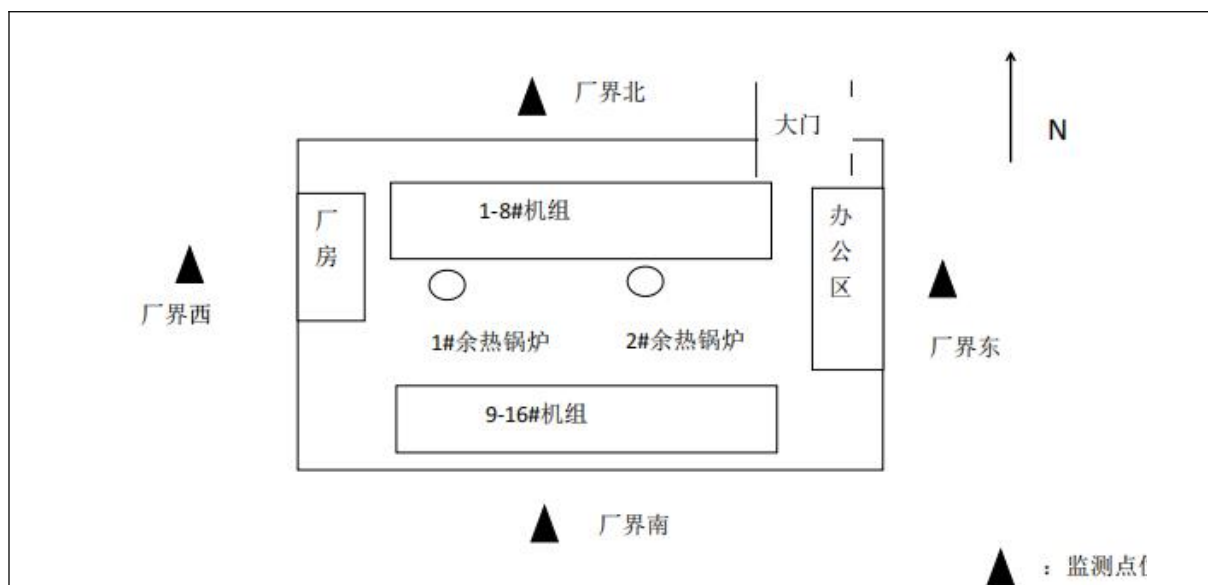 厂界北
大门
N
1-8#机组
厂房
办公区
厂界西
1#余热锅炉
2#余热锅炉
厂界东
9-16#机组
厂界南
：监测点